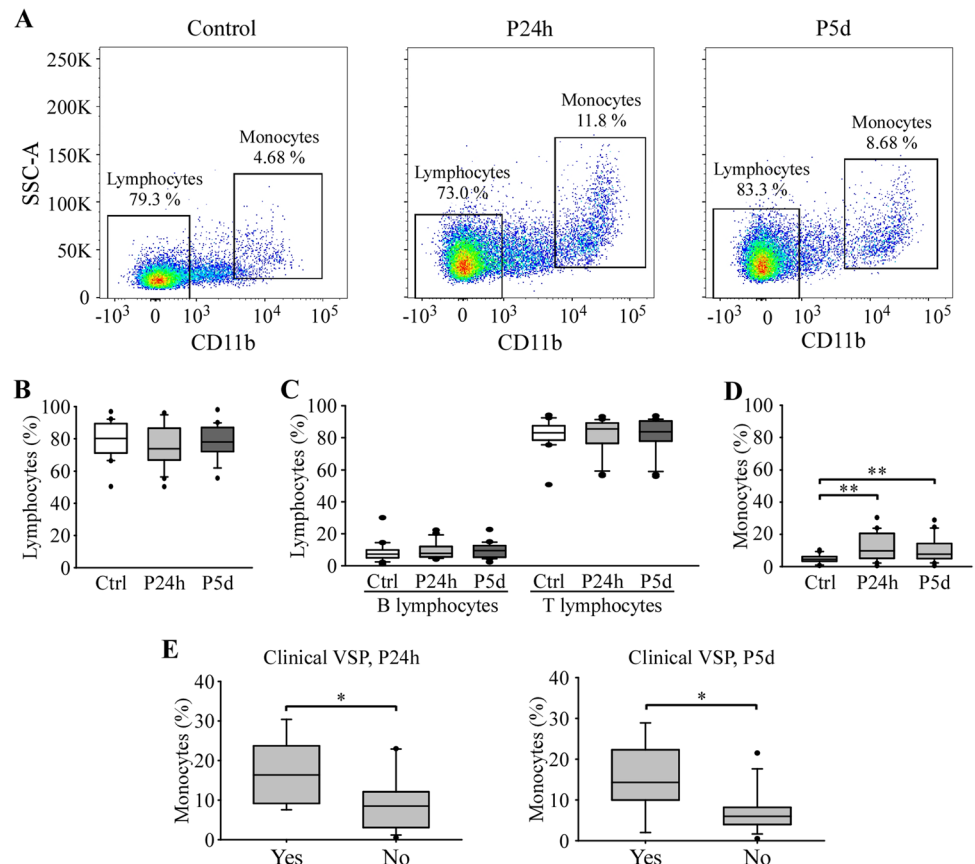 A
Control
P24h
P5d
250K
200K
150K
100K
50K
0
SSC-A
Lymphocytes
79.3 %
Monocytes
4.68 %
Lymphocytes
73.0 %
Monocytes
11.8 %
Lymphocytes
83.3 %
Monocytes
8.68 %
-10³ 0 10³ 10⁴ 10⁵
-10³ 0 10³ 10⁴ 10⁵
-10³ 0 10³ 10⁴ 10⁵
CD11b
CD11b
CD11b
B
100
80
60
40
20
0
Lymphocytes (%)
Ctrl P24h P5d
C
100
80
60
40
20
0
Lymphocytes (%)
Ctrl P24h P5d
B lymphocytes
Ctrl P24h P5d
T lymphocytes
D
100
80
60
40
20
0
Monocytes (%)
**
**
Ctrl P24h P5d
E
Clinical VSP, P24h
40
30
20
10
0
Monocytes (%)
*
Yes No
Clinical VSP, P5d
40
30
20
10
0
Monocytes (%)
*
Yes No